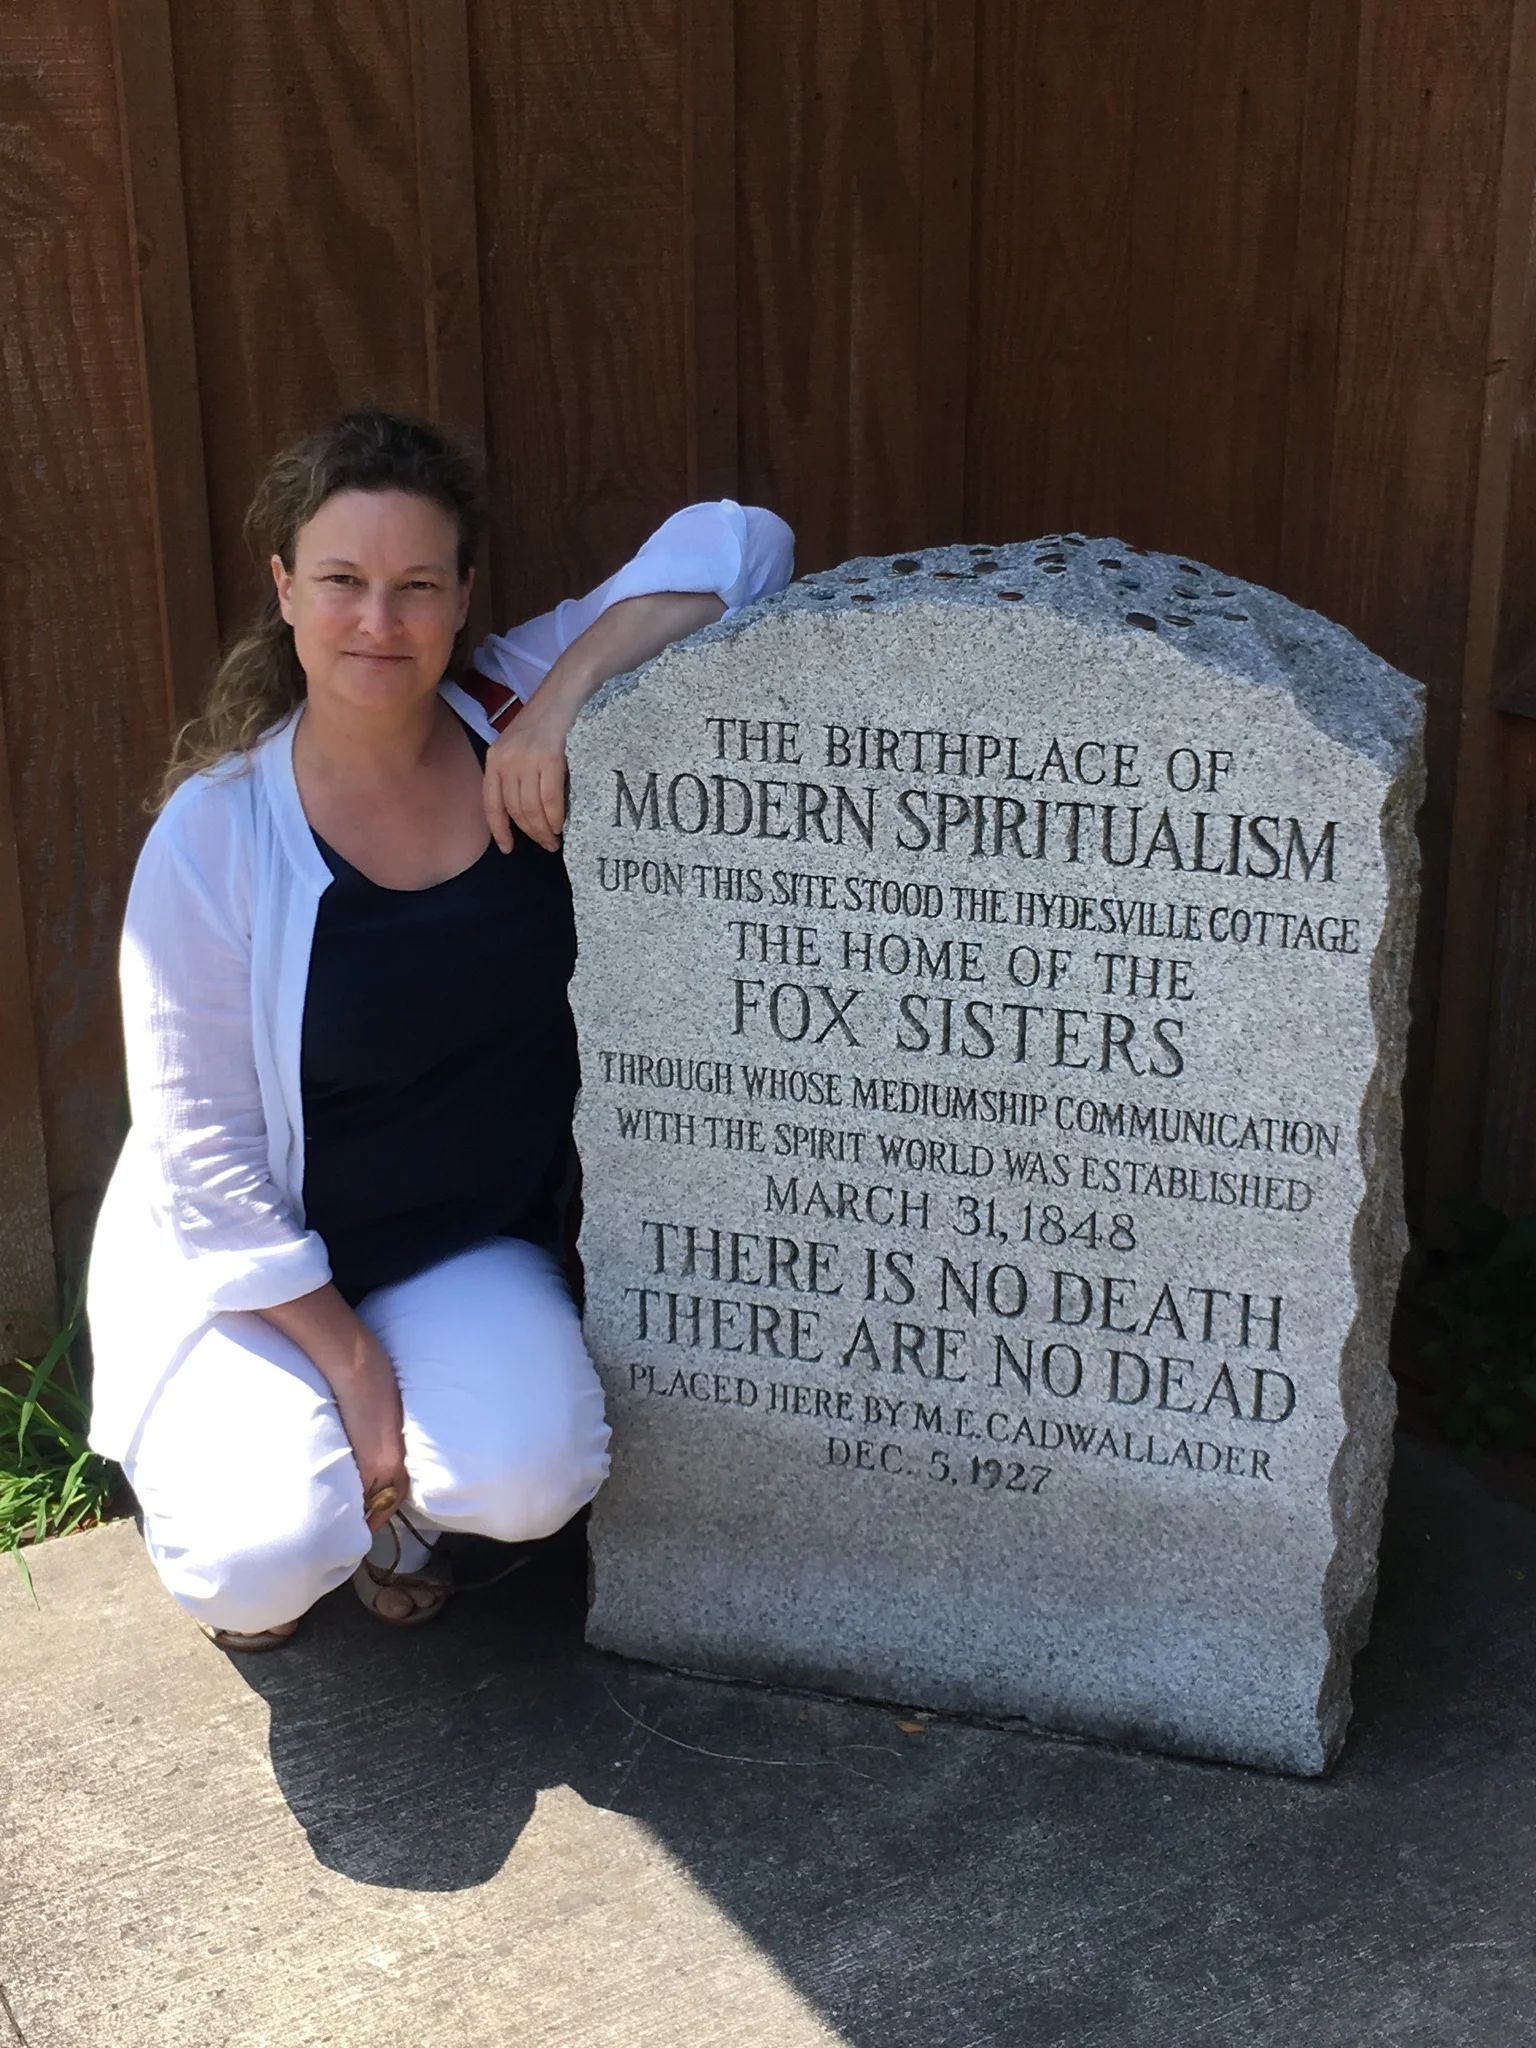 THE BIRTHPLACE OF
MODERN SPIRITUALISM
UPON THIS SITE STOOD THE HYDESVILLE COTTAGE
THE HOME OF THE
FOX SISTERS
THROUGH WHOSE MEDIUMSHIP COMMUNICATION
WITH THE SPIRIT WORLD WAS ESTABLISHED
MARCH 31, 1848
THERE IS NO DEATH
THERE ARE NO DEAD
PLACED HERE BY M.E. CADWALLADER
DEC. 5, 1927